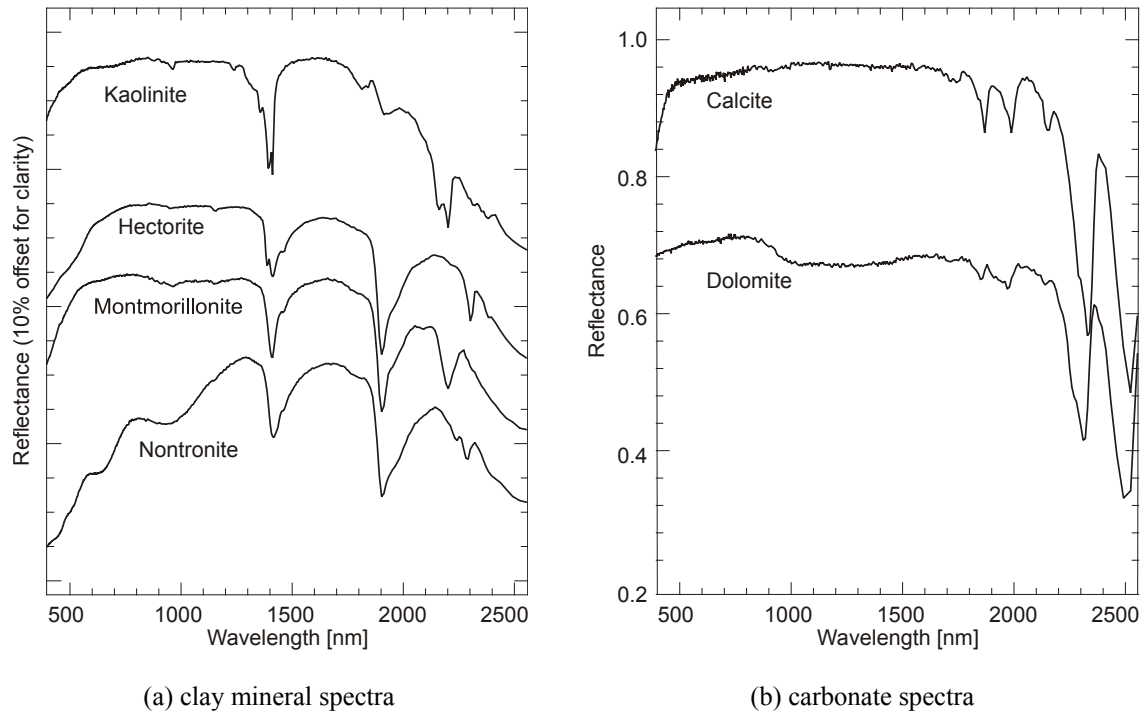 Reflectance (10% offset for clarity)
Kaolinite
Hectorite
Montmorillonite
Nontronite
500 1000 1500 2000 2500
Wavelength [nm]
(a) clay mineral spectra
Reflectance
1.0
0.8
0.6
0.4
0.2
Calcite
Dolomite
500 1000 1500 2000 2500
Wavelength [nm]
(b) carbonate spectra